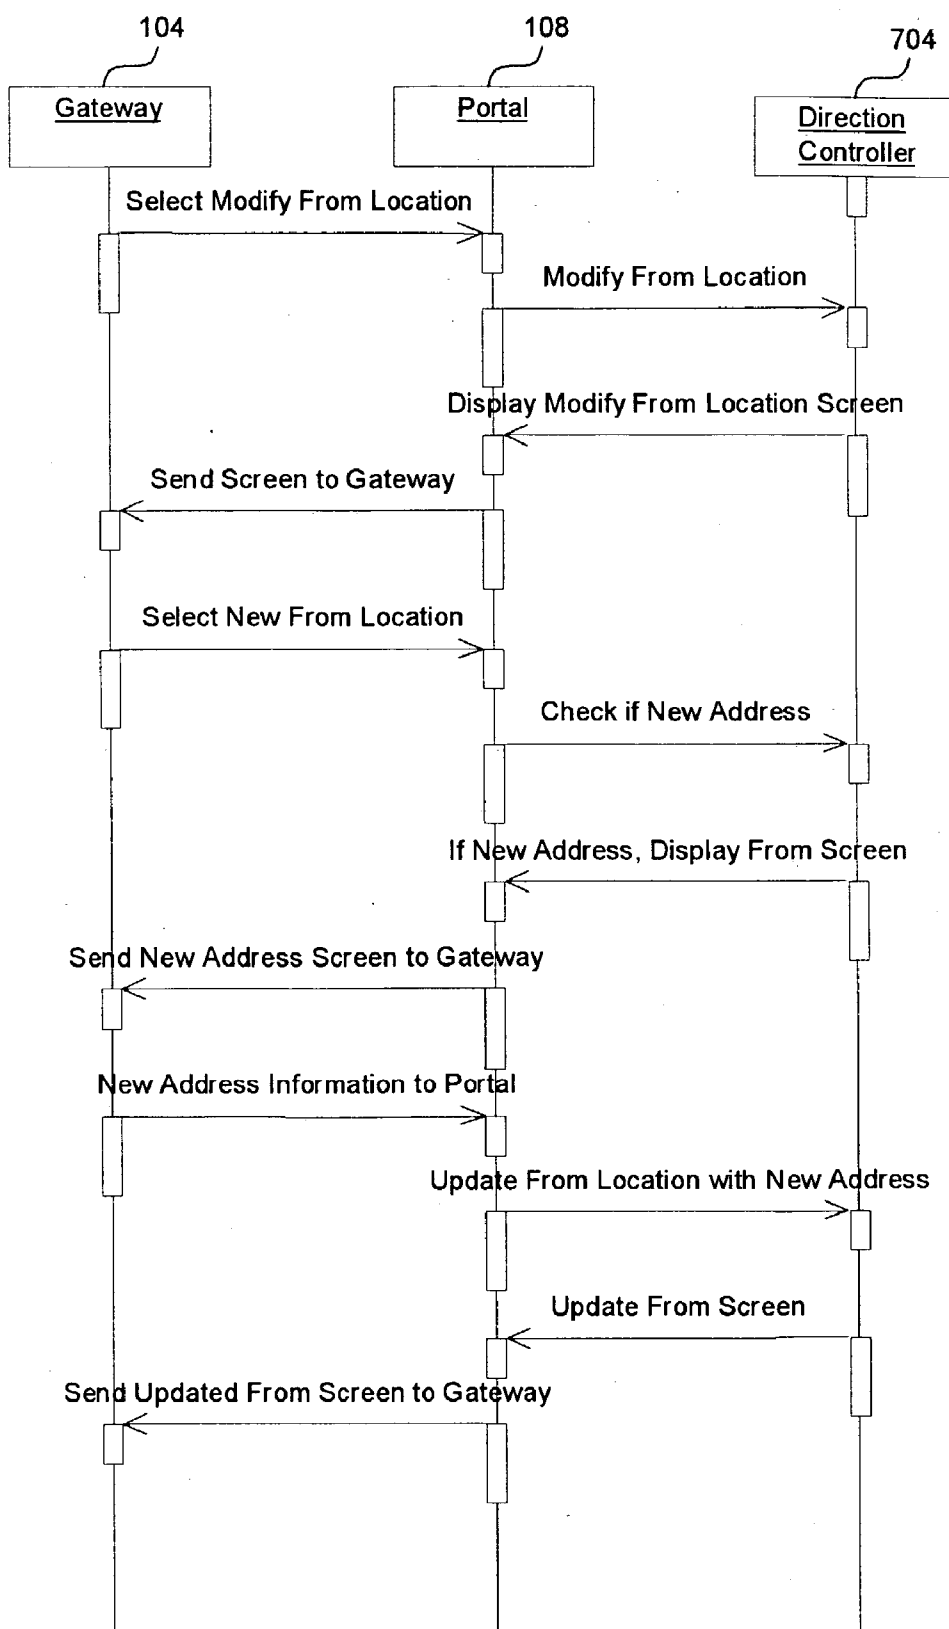 104
108
704
Gateway
Portal
Direction
Controller
Select Modify From Location
Modify From Location
Display Modify From Location Screen
Send Screen to Gateway
Select New From Location
Check if New Address
If New Address, Display From Screen
Send New Address Screen to Gateway
New Address Information to Portal
Update From Location with New Address
Update From Screen
Send Updated From Screen to Gateway